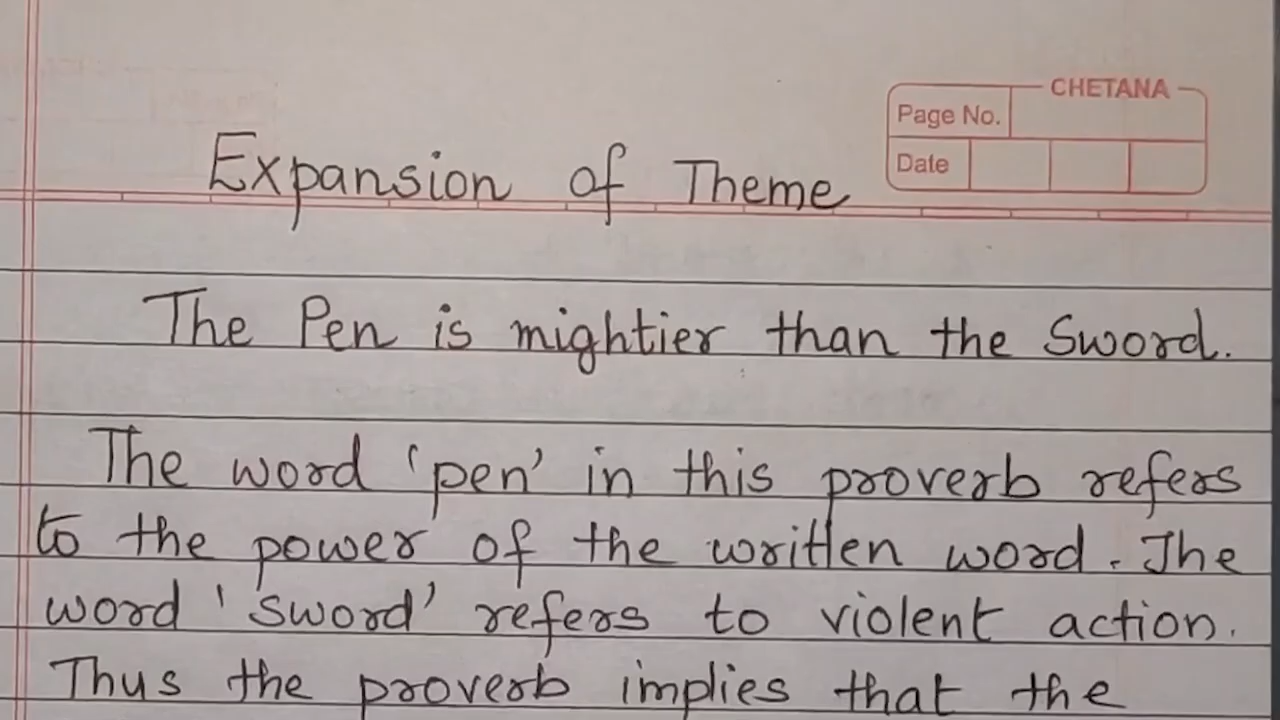 CHETANA
Page No.
Date
Expansion of Theme
The Pen is mightier than the Sword.
The word 'pen' in this proverb refers
to the power of the written word. The
word 'sword' refers to violent action.
Thus the proverb implies that the